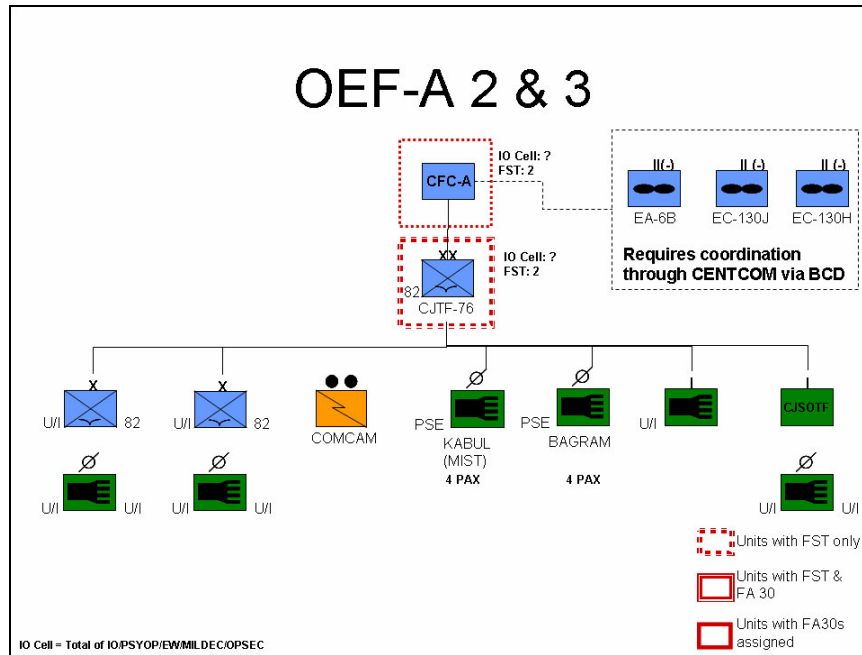 OEF-A 2 & 3
IO Cell: ?
FST: 2
CFC-A
II(-)
II(-)
II(-)
EA-6B
EC-130J
EC-130H
Requires coordination
through CENTCOM via BCD
XX
IO Cell: ?
FST: 2
82
CJTF-76
X
X
I
I
U/I
82
U/I
82
COMCAM
PSE
KABUL
(MIST)
4 PAX
PSE
BAGRAM
4 PAX
U/I
CJSOTF
U/I
U/I
U/I
U/I
U/I
U/I
Units with FST only
Units with FST &
FA 30
Units with FA30s
assigned
IO Cell = Total of IO/PSYOP/EW/MILDEC/OPSEC